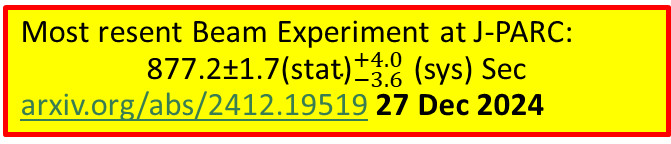 Most resent Beam Experiment at J-PARC:
877.2±1.7(stat.)+4.0 −3.6 (sys) Sec
arxiv.org/abs/2412.19519 27 Dec 2024